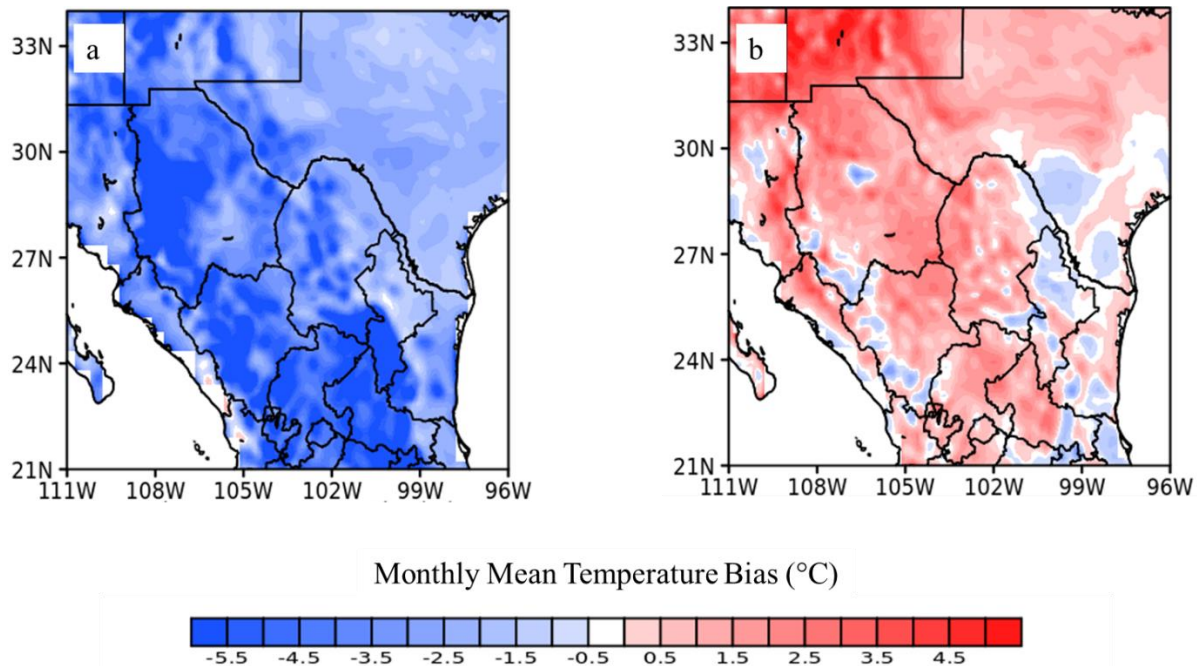 a
b
33N
30N
27N
24N
21N
111W 108W 105W 102W 99W 96W
33N
30N
27N
24N
21N
111W 108W 105W 102W 99W 96W
Monthly Mean Temperature Bias (°C)
-5.5 -4.5 -3.5 -2.5 -1.5 -0.5 0.5 1.5 2.5 3.5 4.5